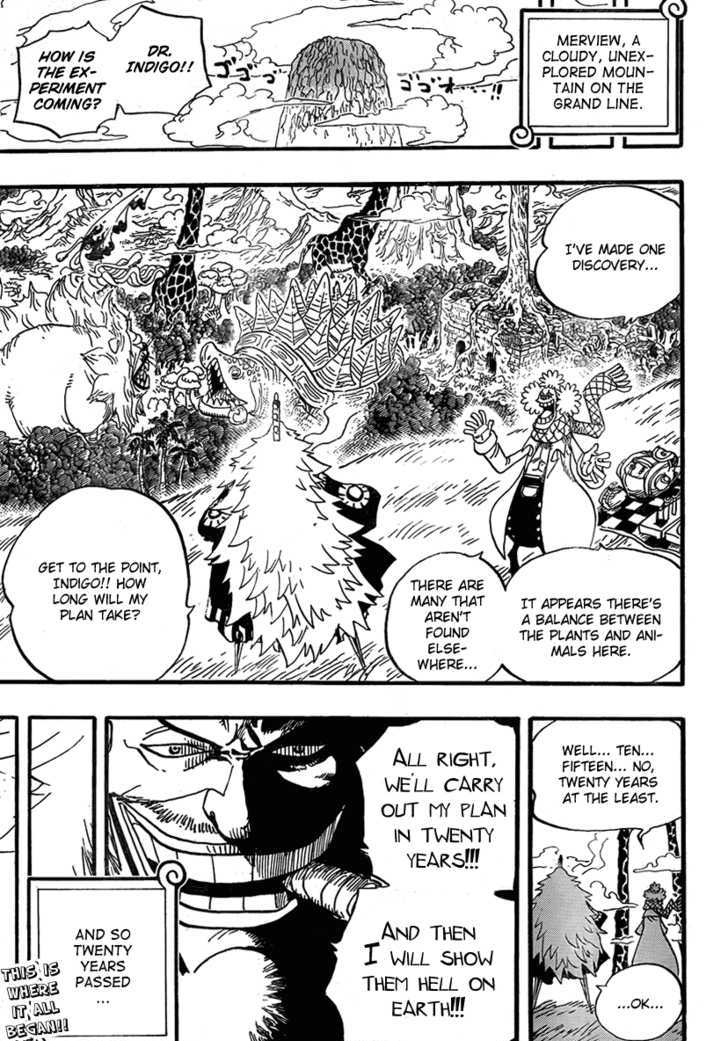 MERVIEW, A
CLOUDY, UNEX-
PLORED MOUN-
TAIN ON THE
GRAND LINE.
ゴゴゴ
ゴゴゴ...!!
DR.
INDIGO!!
HOW IS
THE EX-
PERIMENT
COMING?
I'VE MADE ONE
DISCOVERY...
IT APPEARS THERE'S
A BALANCE BETWEEN
THE PLANTS AND ANI-
MALS HERE.
THERE ARE
MANY THAT
AREN'T
FOUND
ELSE-
WHERE...
GET TO THE POINT,
INDIGO!! HOW
LONG WILL MY
PLAN TAKE?
WELL... TEN...
FIFTEEN... NO,
TWENTY YEARS
AT THE LEAST.
...OK...
ALL RIGHT,
WE'LL CARRY
OUT MY PLAN
IN TWENTY
YEARS!!!
AND THEN
I WILL SHOW
THEM HELL ON
EARTH!!!
AND SO
TWENTY
YEARS
PASSED
...
THIS IS
WHERE
IT ALL
BEGAN!!